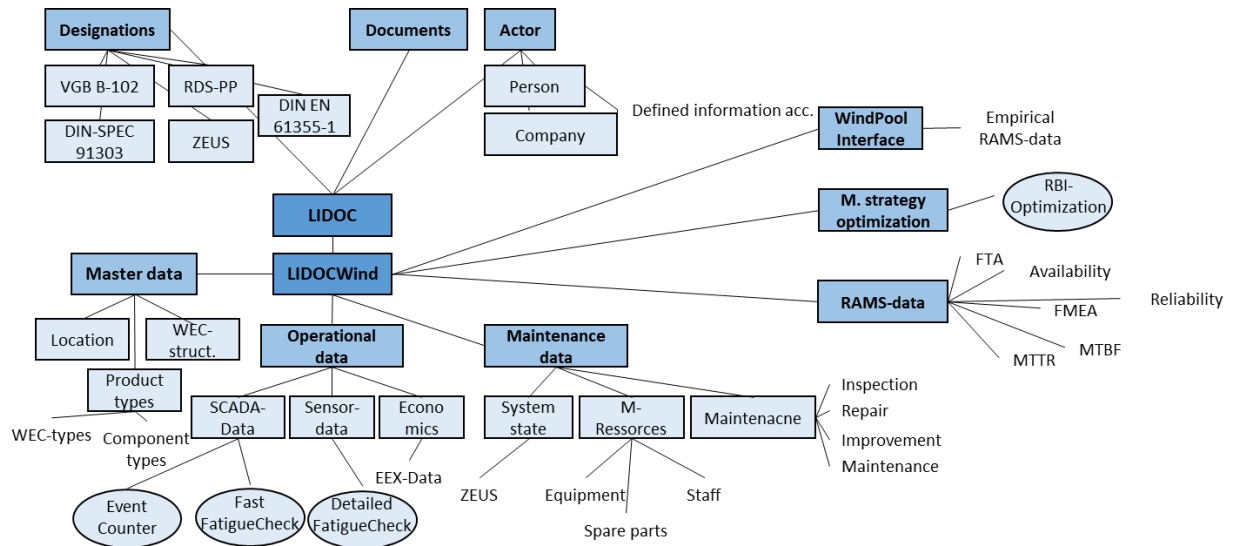 Designations
Documents
Actor
VGB B-102
RDS-PP
DIN EN
61355-1
DIN-SPEC
91303
ZEUS
Person
Company
Defined information acc.
WindPool
Interface
Empirical
RAMS-data
M. strategy
optimization
RBI-
Optimization
LIDOC
LIDOCWind
Master data
Location
WEC-
struct.
Product
types
WEC-types
Component
types
Operational
data
SCADA-
Data
Sensor-
data
Econo
mics
EEX-Data
Event
Counter
Fast
FatigueCheck
Detailed
FatigueCheck
Maintenance
data
System
state
M-
Ressorces
Maintenacne
ZEUS
Equipment
Spare parts
Staff
Inspection
Repair
Improvement
Maintenance
RAMS-data
FTA
Availability
Reliability
FMEA
MTBF
MTTR